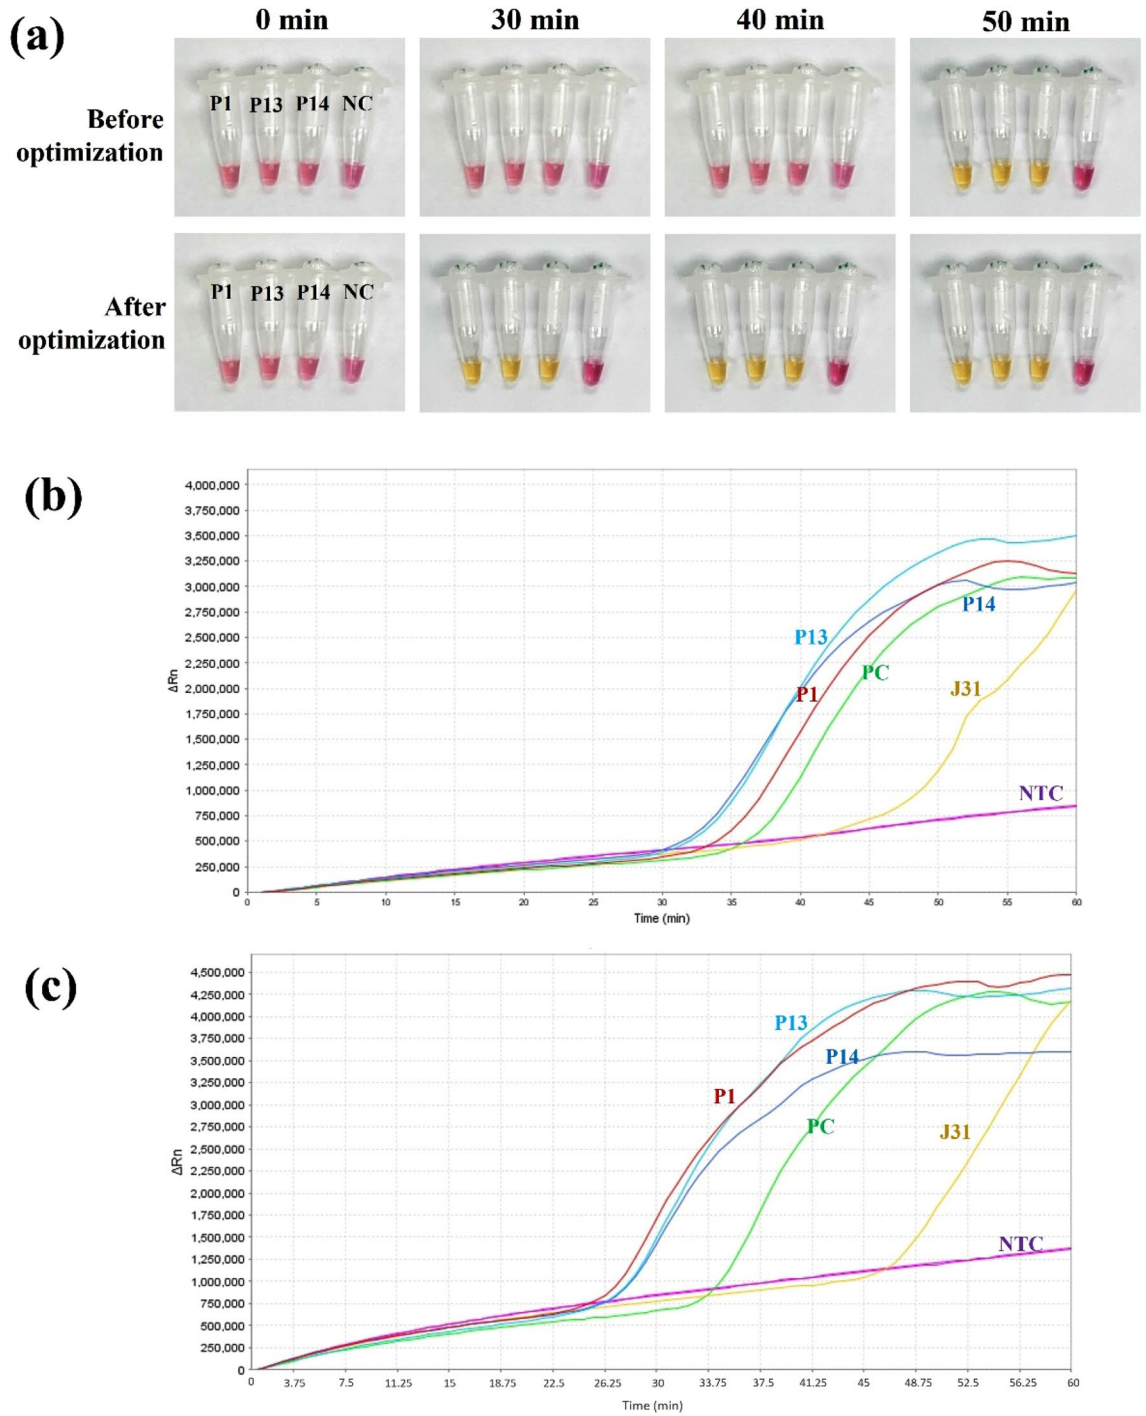 (a)
0 min 30 min 40 min 50 min
Before
optimization
P1 P13 P14 NC
After
optimization
P1 P13 P14 NC
(b)
4,000,000
3,750,000
3,500,000
3,250,000
3,000,000
2,750,000
2,500,000
2,250,000
2,000,000
1,750,000
1,500,000
1,250,000
1,000,000
750,000
500,000
250,000
0
ΔRn
P13
P14
PC
P1
J31
NTC
0 5 10 15 20 25 30 35 40 45 50 55 60
Time (min)
(c)
4,500,000
4,250,000
4,000,000
3,750,000
3,500,000
3,250,000
3,000,000
2,750,000
2,500,000
2,250,000
2,000,000
1,750,000
1,500,000
1,250,000
1,000,000
750,000
500,000
250,000
0
ΔRn
P13
P14
P1
PC
J31
NTC
0 3.75 7.5 11.25 15 18.75 22.5 26.25 30 33.75 37.5 41.25 45 48.75 52.5 56.25 60
Time (min)